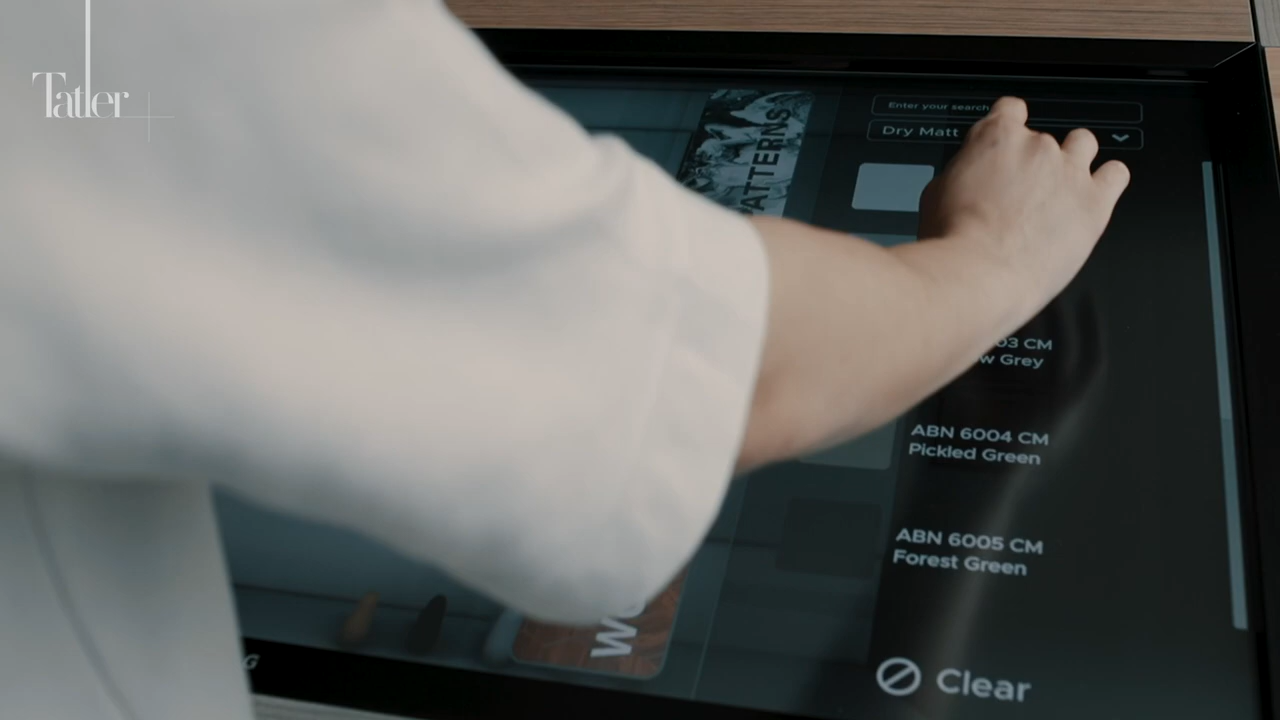 Tatler
Enter your search
Dry Matt
PATTERNS
03 CM
w Grey
ABN 6004 CM
Pickled Green
ABN 6005 CM
Forest Green
Clear